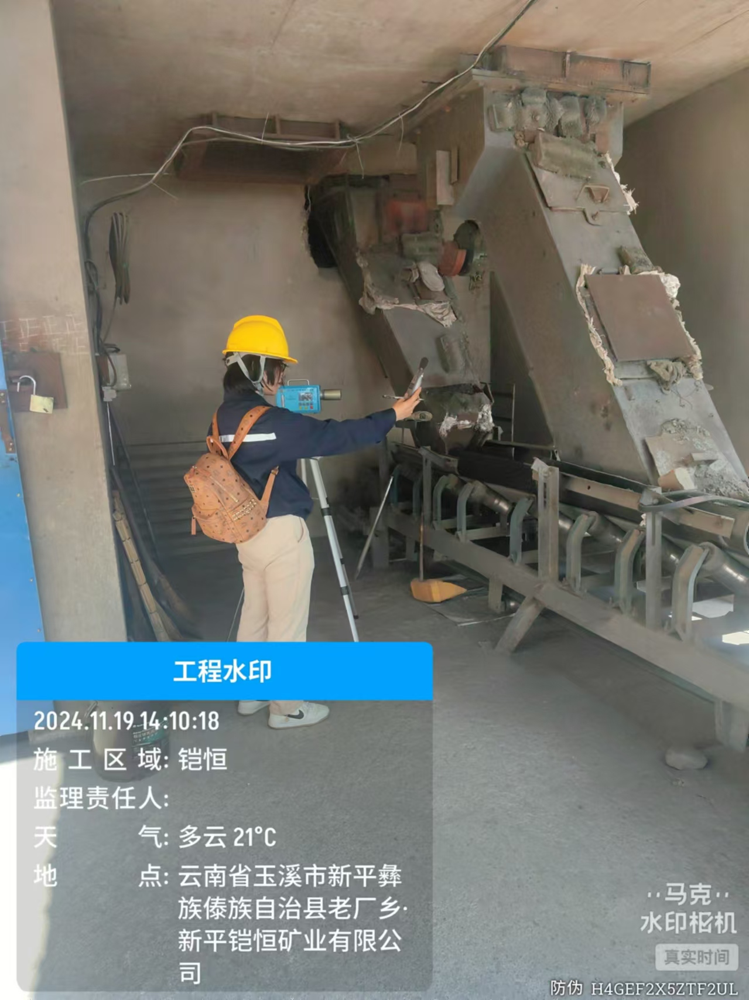 工程水印
2024.11.19 14:10:18
施工区域: 铠恒
监理责任人:
天气: 多云 21°C
地点: 云南省玉溪市新平彝
族傣族自治县老厂乡·
新平铠恒矿业有限公
司
马克
水印相机
真实时间
防伪 H4GEF2X5ZTF2UL